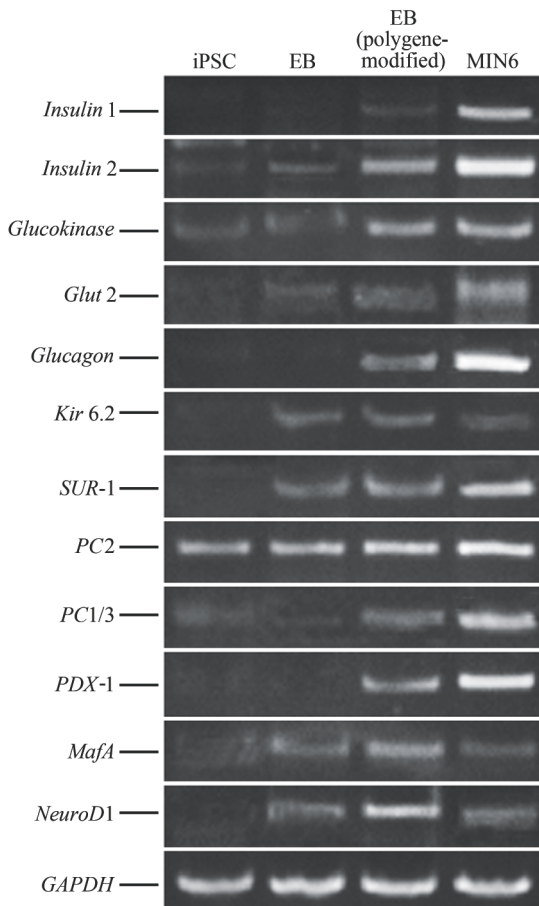 EB
(polygene-
iPSC EB modified) MIN6
Insulin 1
Insulin 2
Glucokinase
Glut 2
Glucagon
Kir 6.2
SUR-1
PC2
PC1/3
PDX-1
MafA
NeuroD1
GAPDH